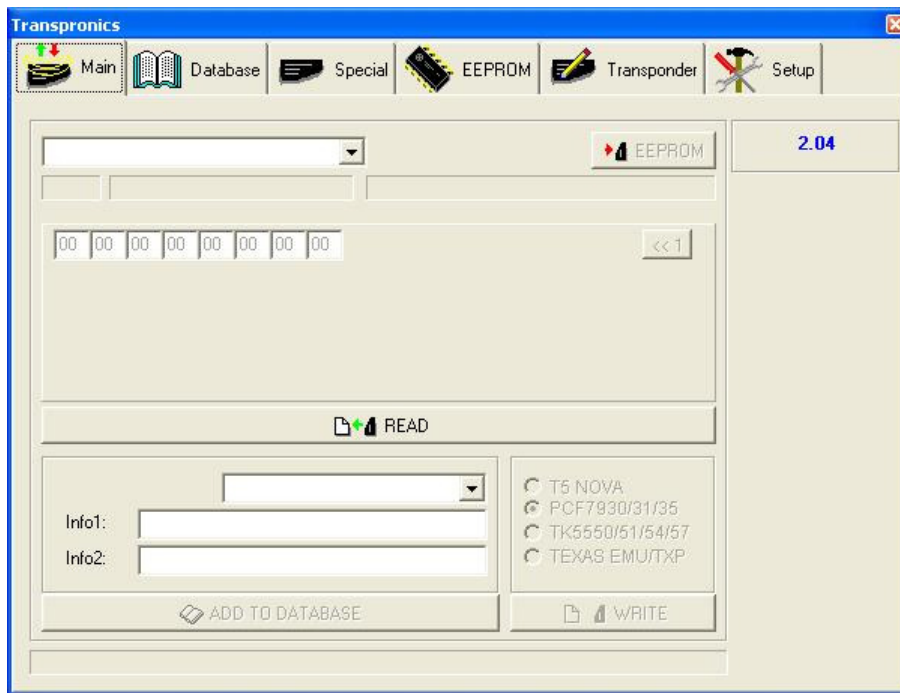 Transpronics
Main Database Special EEPROM Transponder Setup
EEPROM
2.04
00 00 00 00 00 00 00 00
<< 1
READ
T5 NOVA
PCF7930/31/35
Info1:
TK5550/51/54/57
Info2:
TEXAS EMU/TXP
ADD TO DATABASE
WRITE